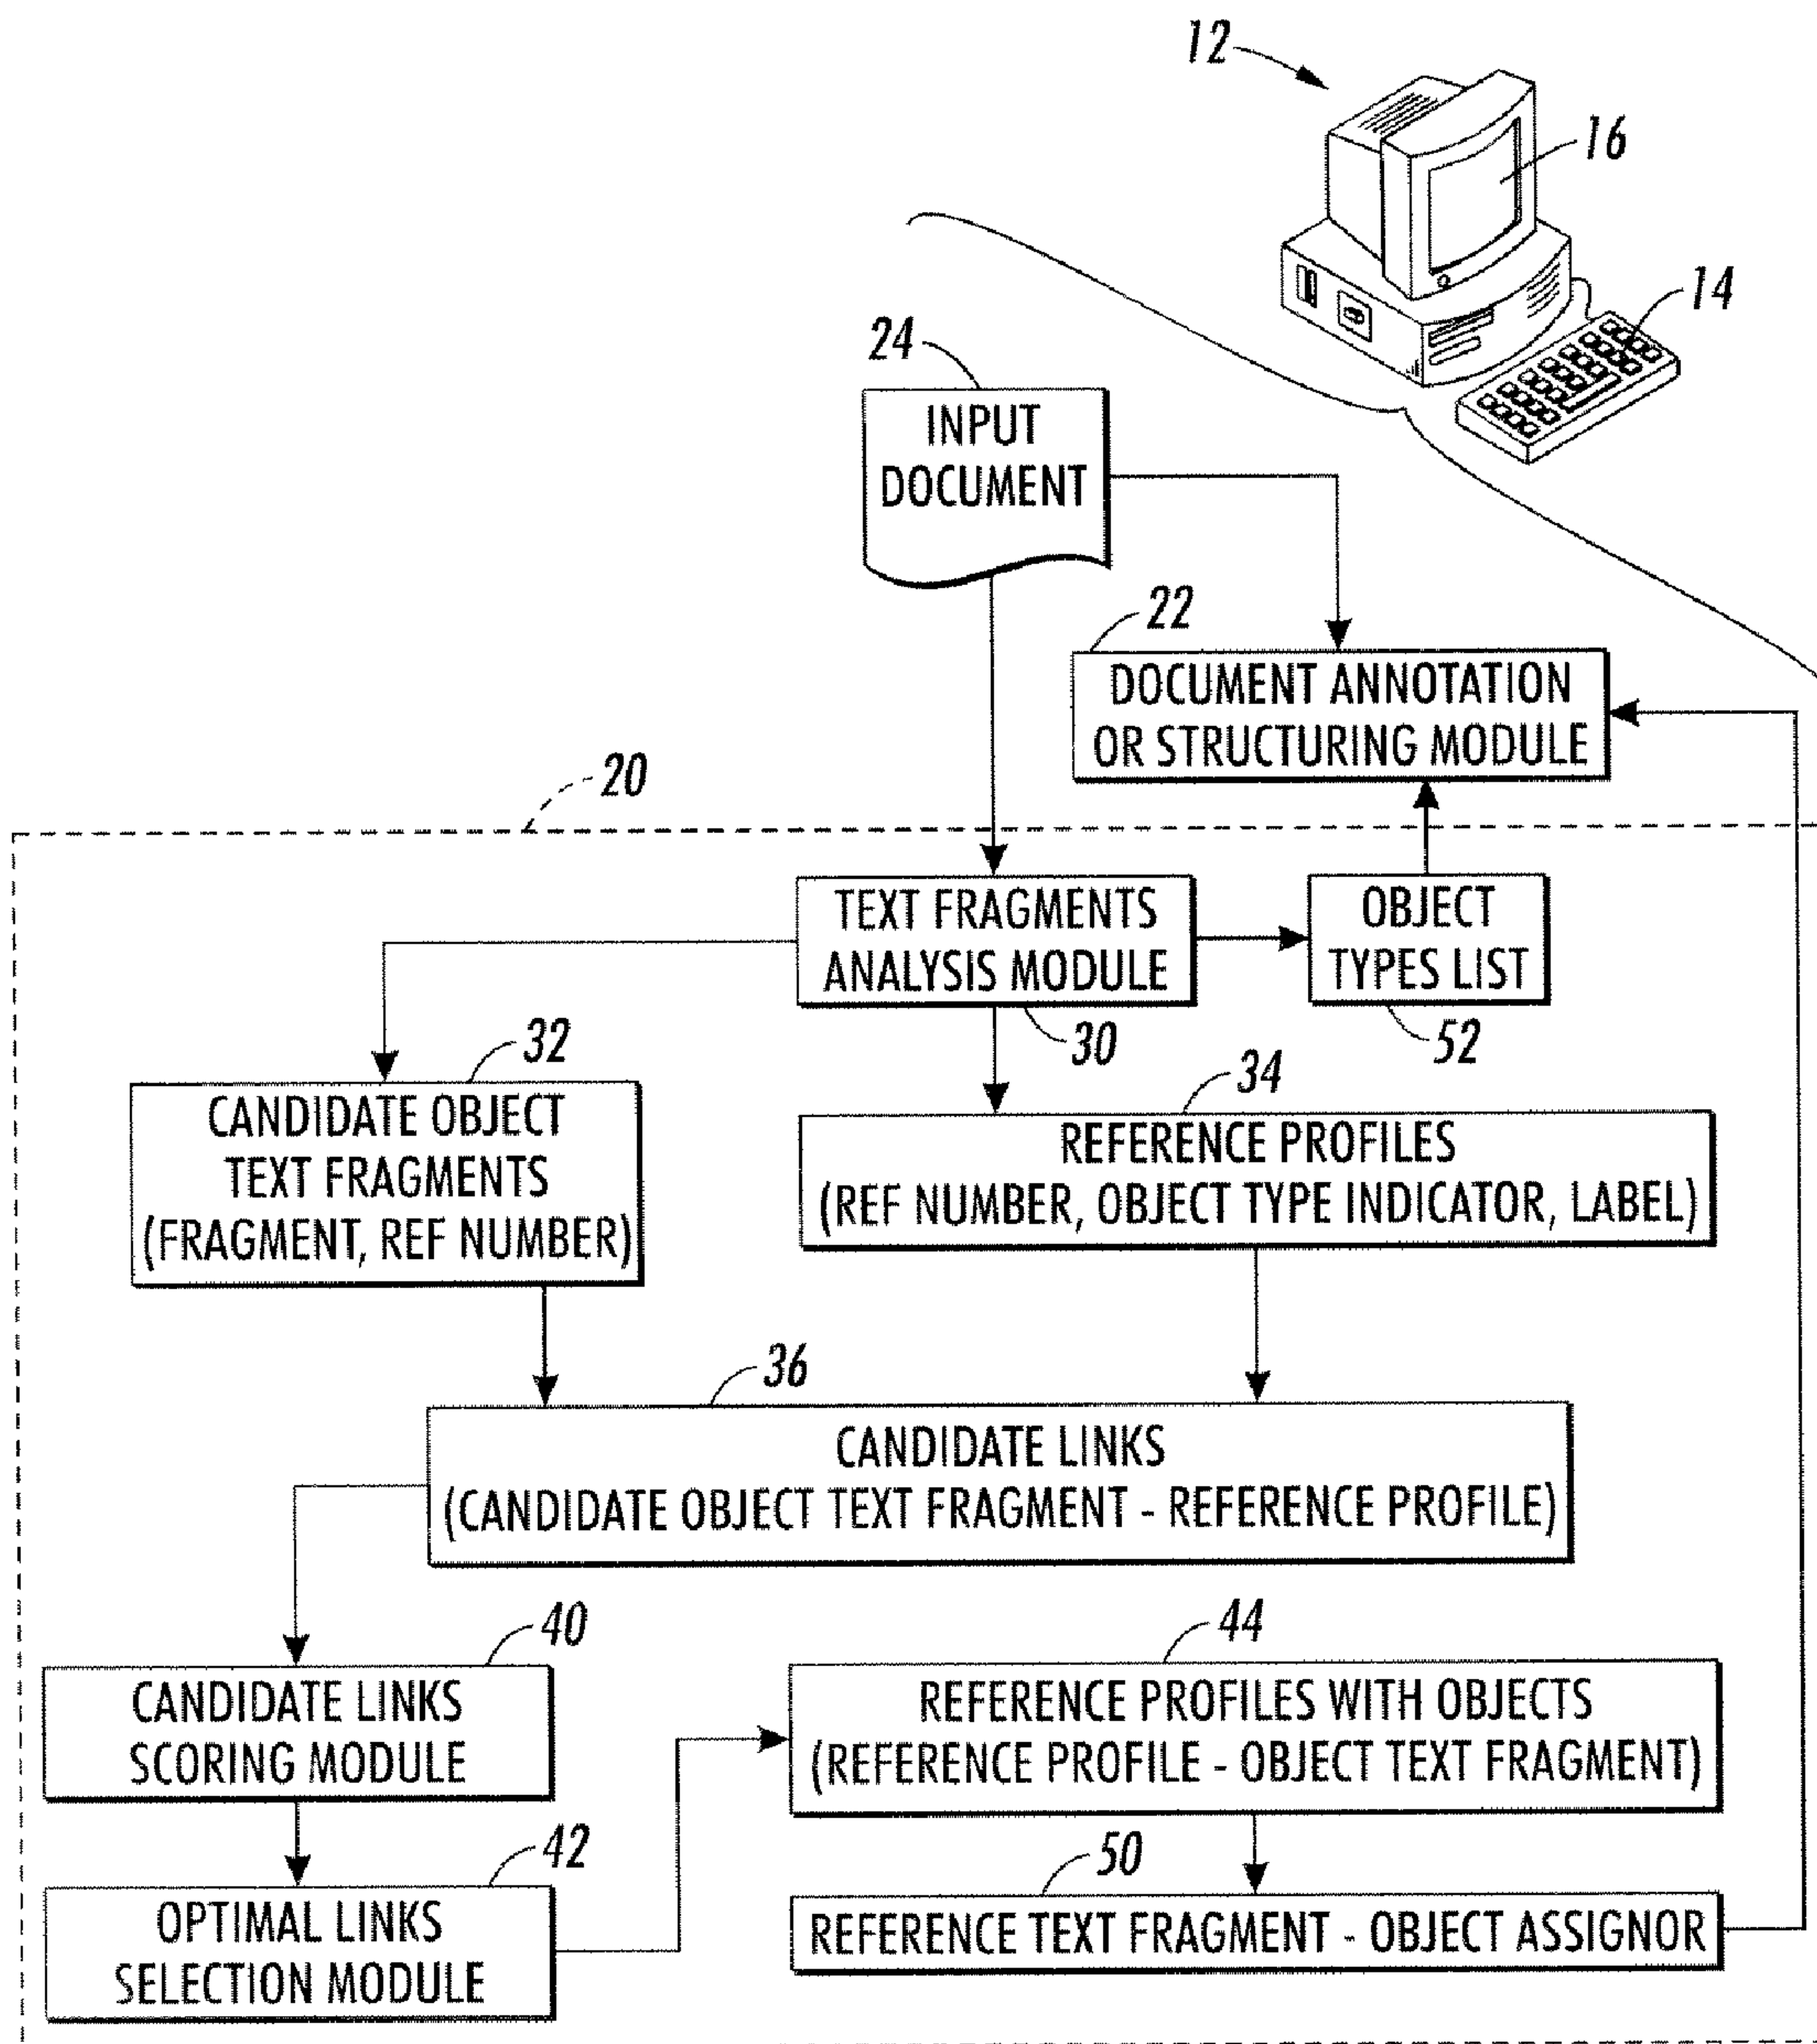 12
16
14
24
INPUT
DOCUMENT
22
DOCUMENT ANNOTATION
OR STRUCTURING MODULE
20
TEXT FRAGMENTS
ANALYSIS MODULE
30
OBJECT
TYPES LIST
52
32
CANDIDATE OBJECT
TEXT FRAGMENTS
(FRAGMENT, REF NUMBER)
34
REFERENCE PROFILES
(REF NUMBER, OBJECT TYPE INDICATOR, LABEL)
36
CANDIDATE LINKS
(CANDIDATE OBJECT TEXT FRAGMENT - REFERENCE PROFILE)
40
CANDIDATE LINKS
SCORING MODULE
44
REFERENCE PROFILES WITH OBJECTS
(REFERENCE PROFILE - OBJECT TEXT FRAGMENT)
42
OPTIMAL LINKS
SELECTION MODULE
50
REFERENCE TEXT FRAGMENT - OBJECT ASSIGNOR